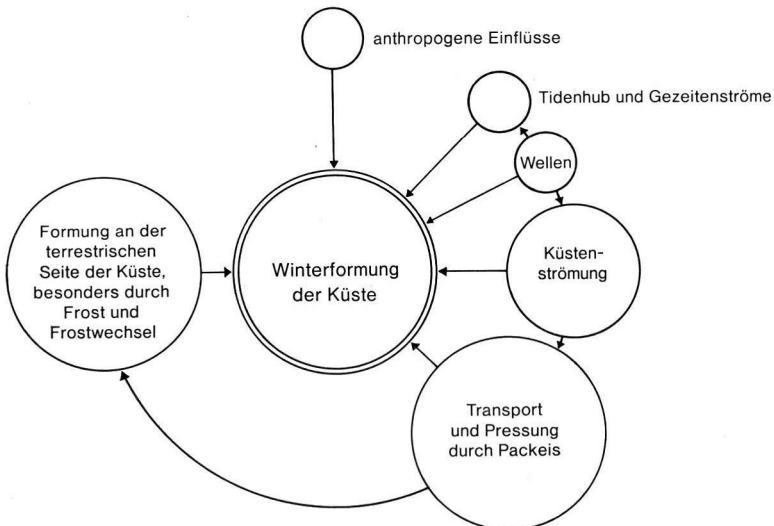 anthropogene Einflüsse
Tidenhub und Gezeitenströme
Wellen
Formung an der
terrestrischen
Seite der Küste,
besonders durch
Frost und
Frostwechsel
Winterformung
der Küste
Küsten-
strömung
Transport
und Pressung
durch Packeis